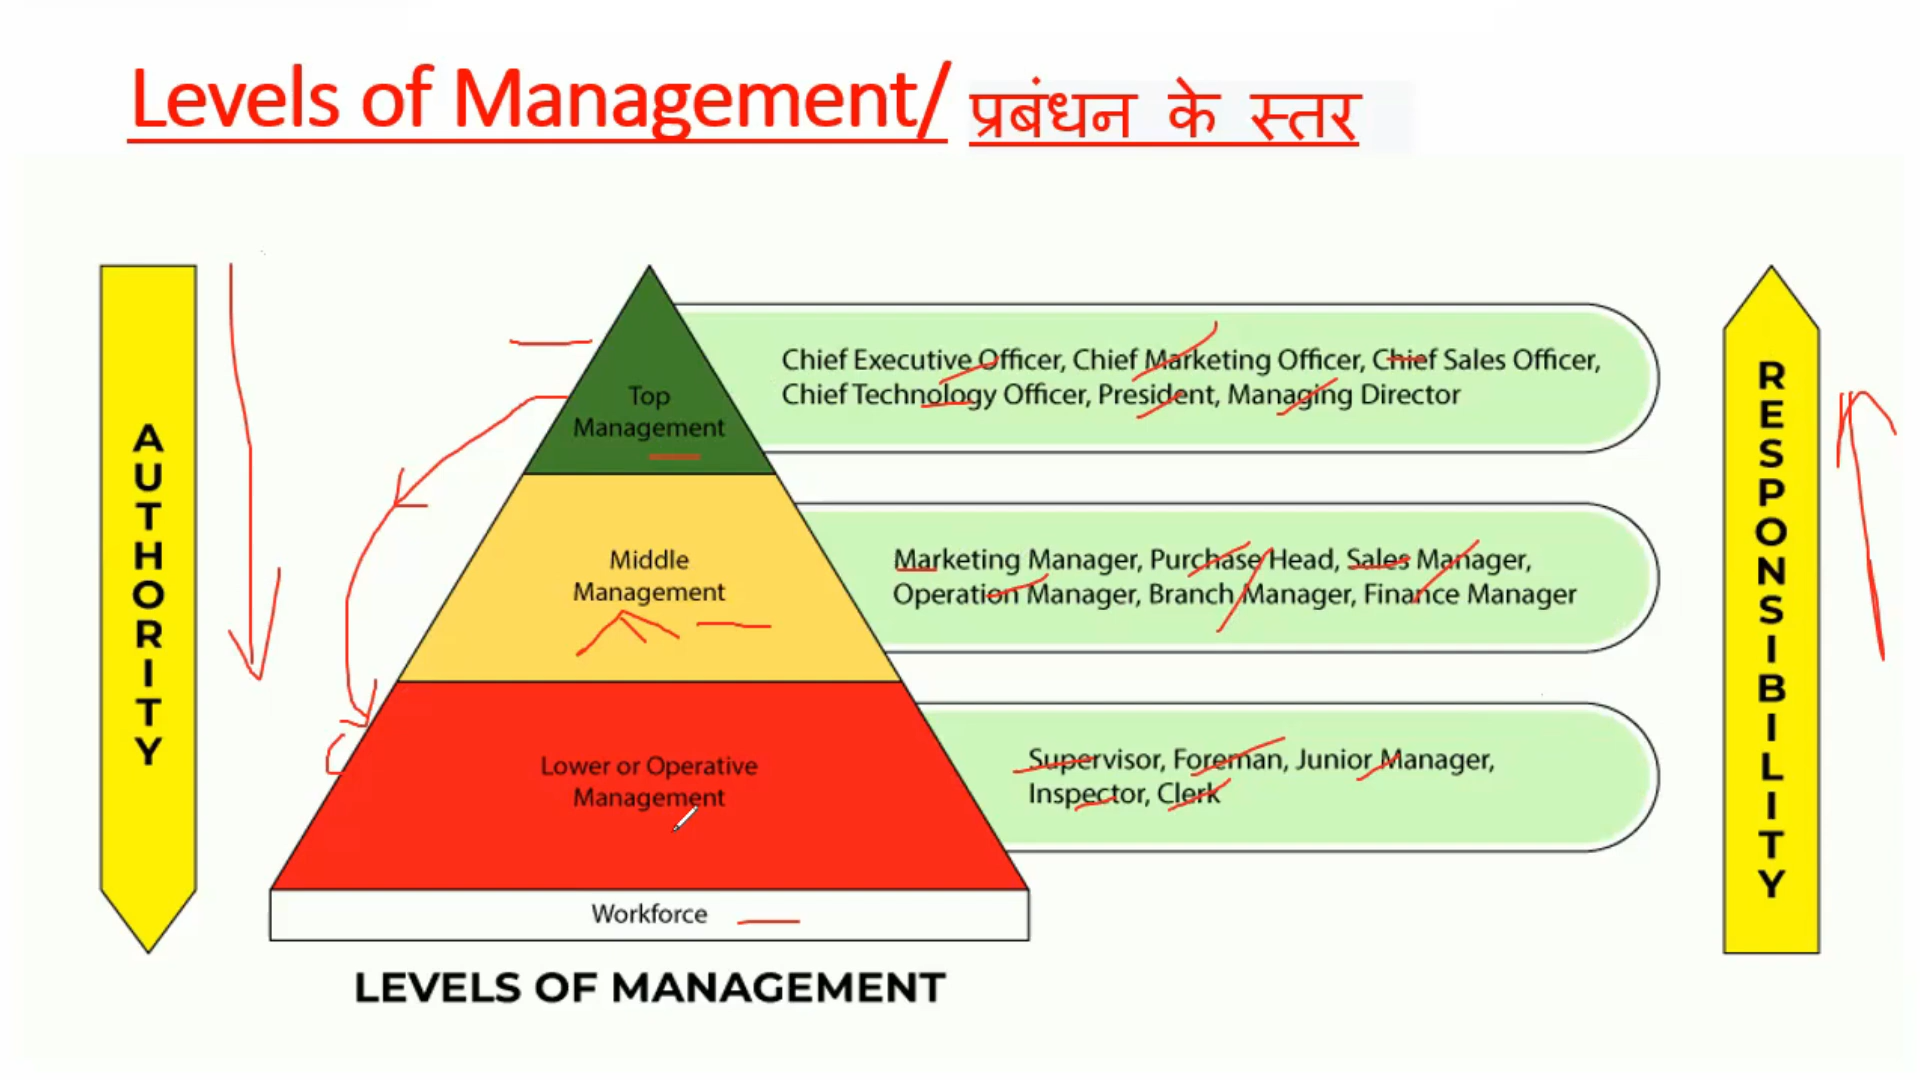 Levels of Management/ प्रबंधन के स्तर
AUTHORITY
Top
Management
Chief Executive Officer, Chief Marketing Officer, Chief Sales Officer,
Chief Technology Officer, President, Managing Director
Middle
Management
Marketing Manager, Purchase Head, Sales Manager,
Operation Manager, Branch Manager, Finance Manager
Lower or Operative
Management
Supervisor, Foreman, Junior Manager,
Inspector, Clerk
Workforce
RESPONSIBILITY
LEVELS OF MANAGEMENT